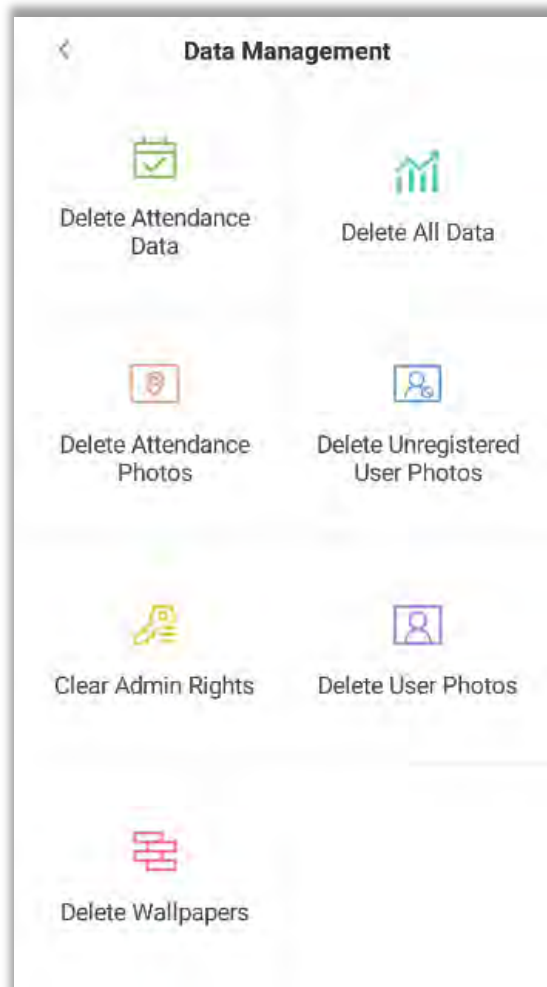 Data Management
Delete Attendance
Data
Delete All Data
Delete Attendance
Photos
Delete Unregistered
User Photos
Clear Admin Rights
Delete User Photos
Delete Wallpapers